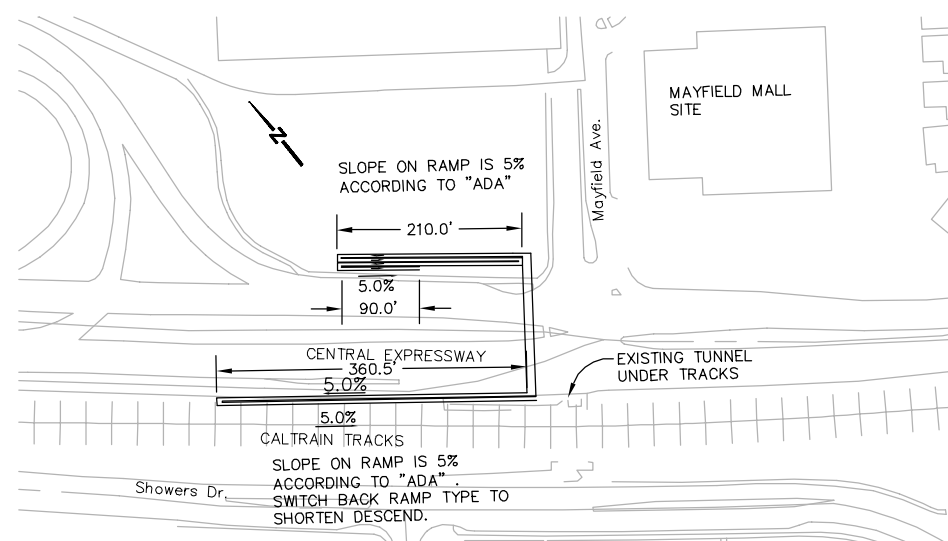 MAYFIELD MALL
SITE
Mayfield Ave.
N
SLOPE ON RAMP IS 5%
ACCORDING TO "ADA"
210.0'
5.0%
90.0'
CENTRAL EXPRESSWAY
360.5'
5.0%
EXISTING TUNNEL
UNDER TRACKS
5.0%
CALTRAIN TRACKS
SLOPE ON RAMP IS 5%
ACCORDING TO "ADA" .
SWITCH BACK RAMP TYPE TO
SHORTEN DESCEND.
Showers Dr.